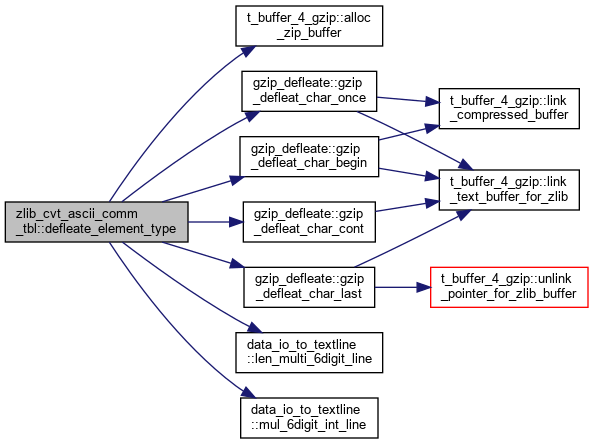 t_buffer_4_gzip::alloc
_zip_buffer
gzip_defleate::gzip
_defleat_char_once
t_buffer_4_gzip::link
_compressed_buffer
gzip_defleate::gzip
_defleat_char_begin
t_buffer_4_gzip::link
_text_buffer_for_zlib
zlib_cvt_ascii_comm
_tbl::defleate_element_type
gzip_defleate::gzip
_defleat_char_cont
gzip_defleate::gzip
_defleat_char_last
t_buffer_4_gzip::unlink
_pointer_for_zlib_buffer
data_io_to_textline
::len_multi_6digit_line
data_io_to_textline
::mul_6digit_int_line